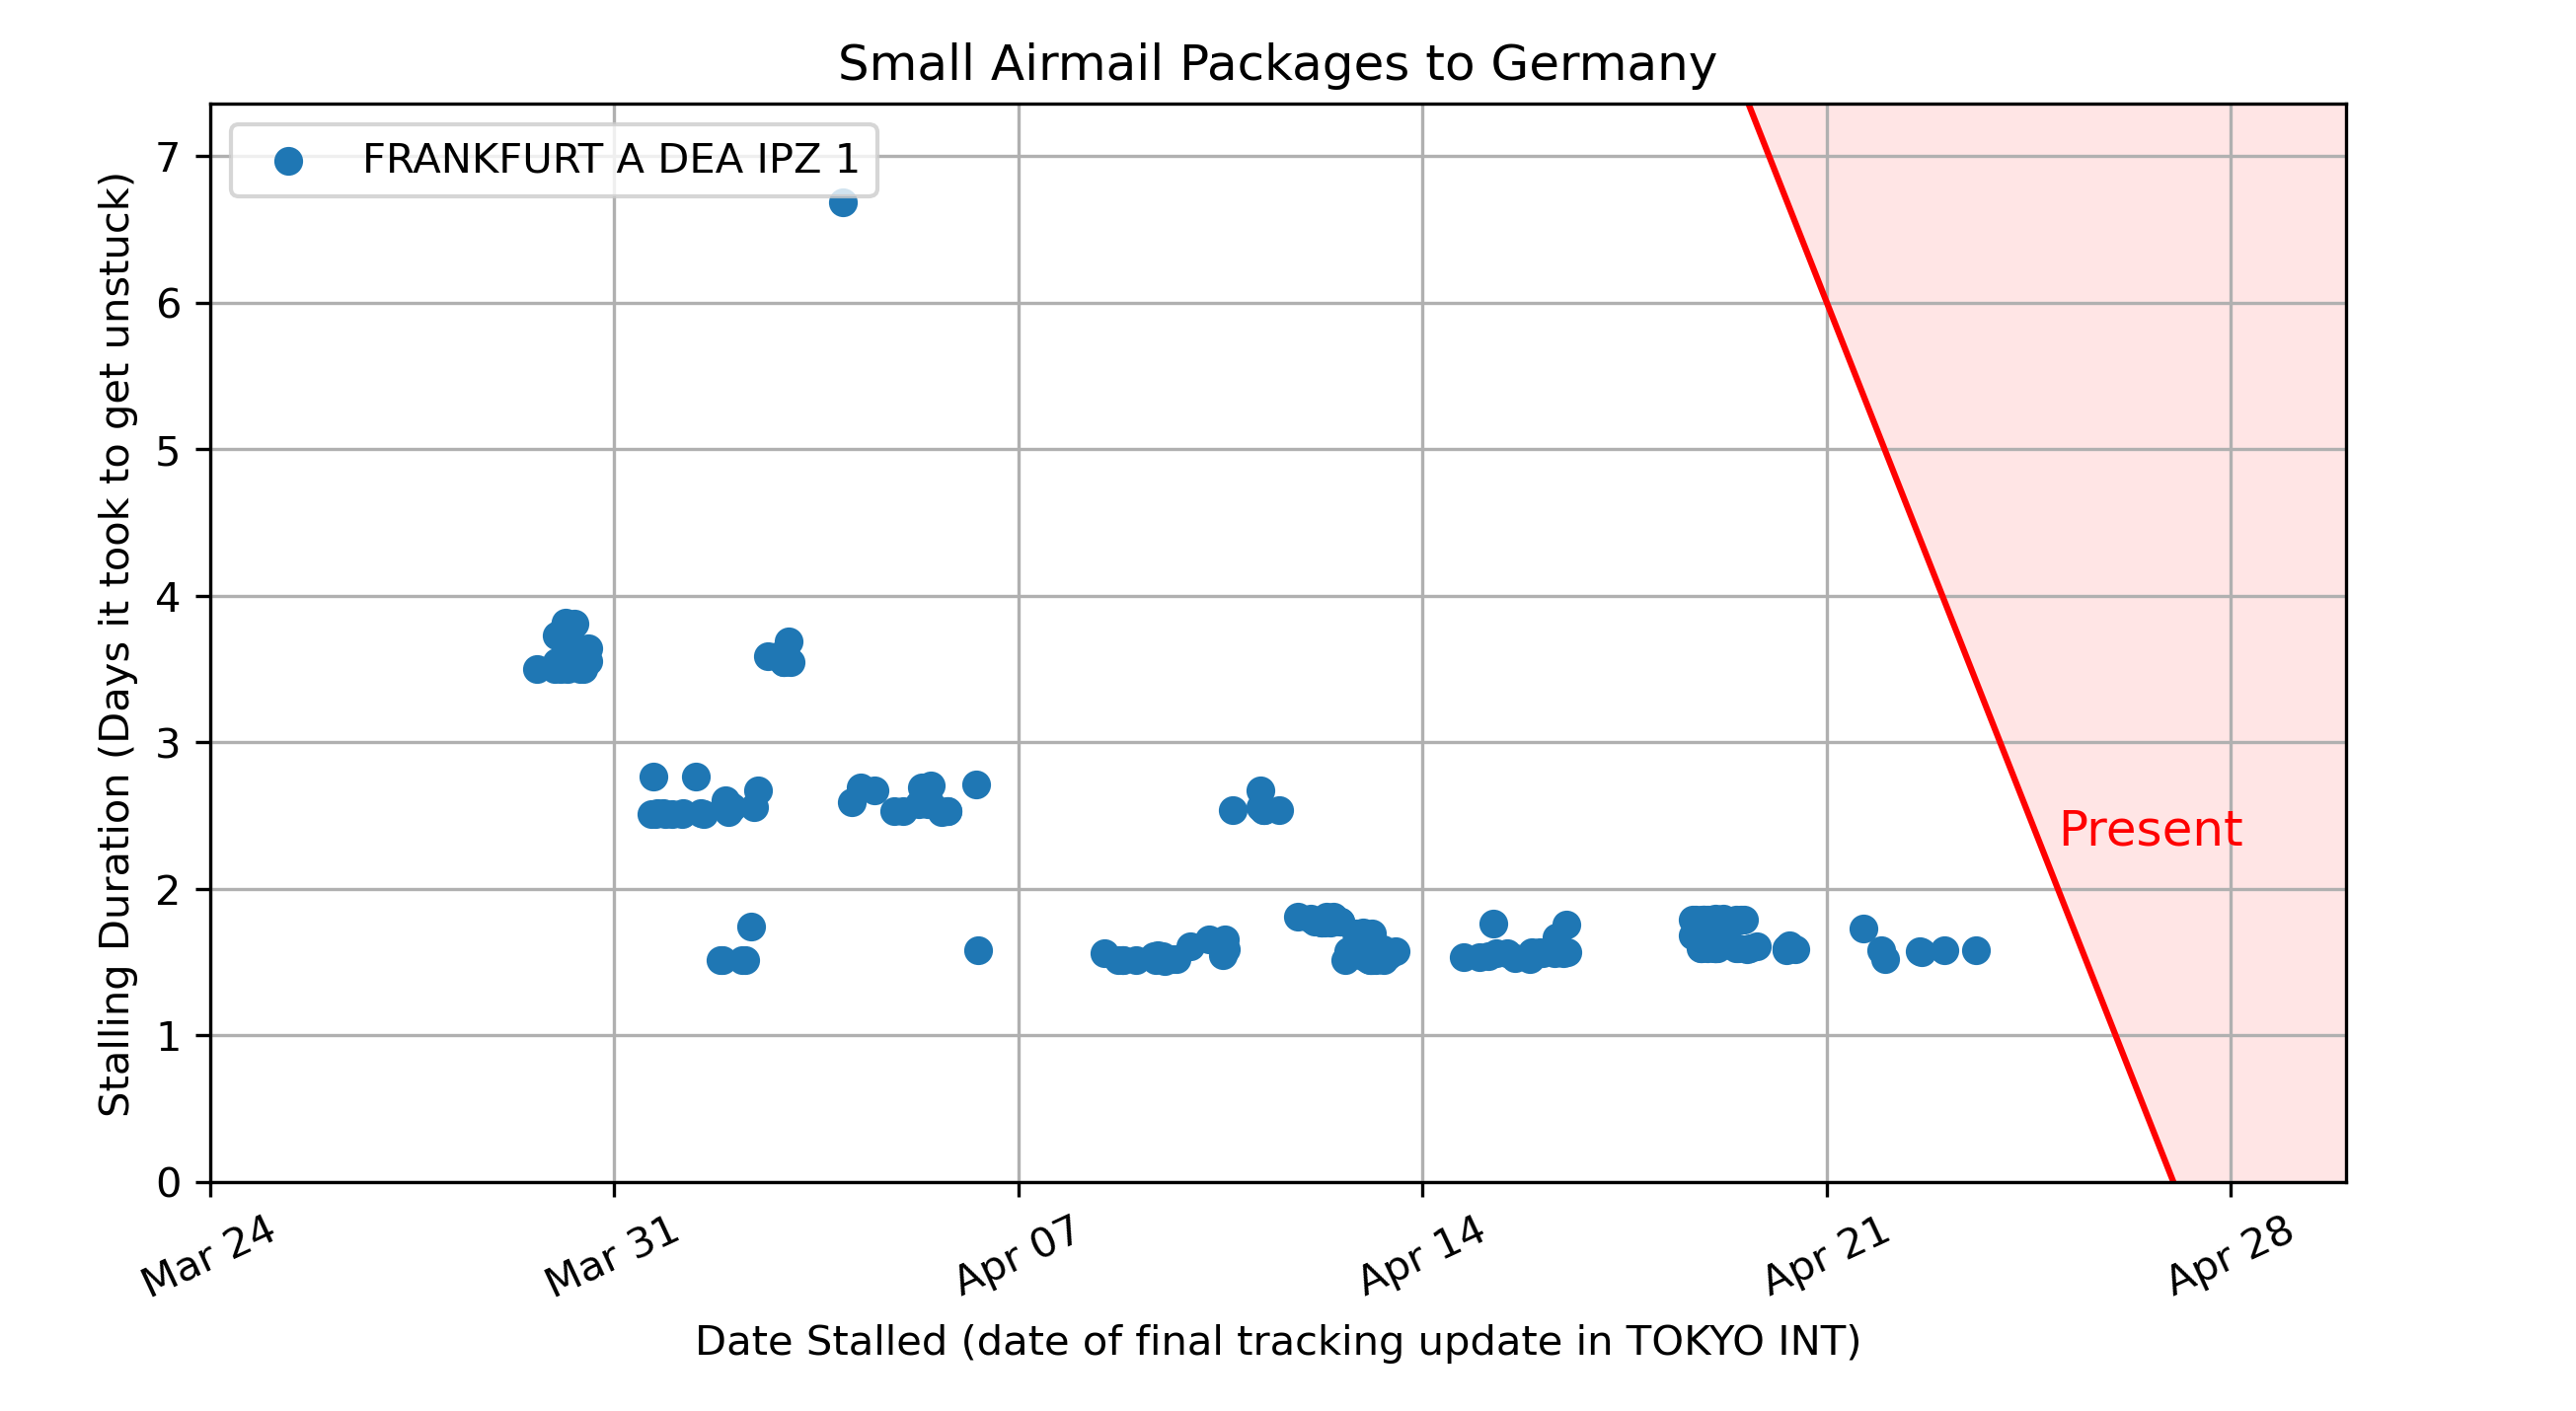 Small Airmail Packages to Germany
FRANKFURT A DEA IPZ 1
Stalling Duration (Days it took to get unstuck)
7
6
5
4
3
2
1
0
Present
Mar 24
Mar 31
Apr 07
Apr 14
Apr 21
Apr 28
Date Stalled (date of final tracking update in TOKYO INT)